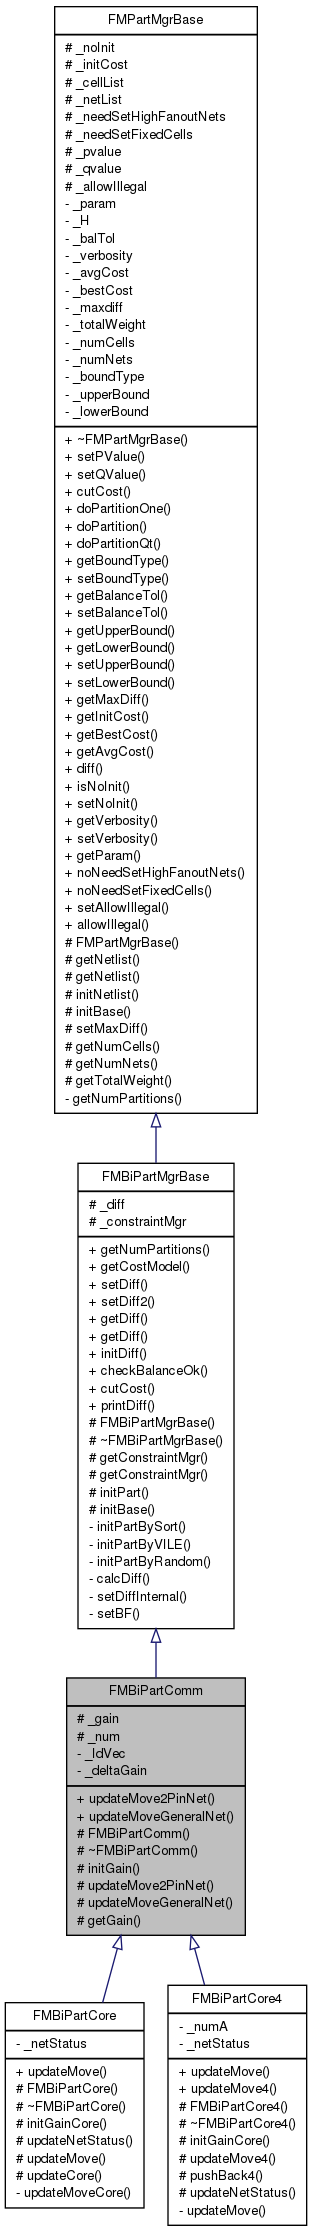 FMPartMgrBase
# _noInit
# _initCost
# _cellList
# _netList
# _needSetHighFanoutNets
# _needSetFixedCells
# _pvalue
# _qvalue
# _allowIllegal
- _param
- _H
- _balTol
- _verbosity
- _avgCost
- _bestCost
- _maxdiff
- _totalWeight
- _numCells
- _numNets
- _boundType
- _upperBound
- _lowerBound
+ ~FMPartMgrBase()
+ setPValue()
+ setQValue()
+ cutCost()
+ doPartitionOne()
+ doPartition()
+ doPartitionQt()
+ getBoundType()
+ setBoundType()
+ getBalanceTol()
+ setBalanceTol()
+ getUpperBound()
+ getLowerBound()
+ setUpperBound()
+ setLowerBound()
+ getMaxDiff()
+ getInitCost()
+ getBestCost()
+ getAvgCost()
+ diff()
+ isNoInit()
+ setNoInit()
+ getVerbosity()
+ setVerbosity()
+ getParam()
+ noNeedSetHighFanoutNets()
+ noNeedSetFixedCells()
+ setAllowIllegal()
+ allowIllegal()
# FMPartMgrBase()
# getNetlist()
# getNetlist()
# initNetlist()
# initBase()
# setMaxDiff()
# getNumCells()
# getNumNets()
# getTotalWeight()
- getNumPartitions()
FMBiPartMgrBase
# _diff
# _constraintMgr
+ getNumPartitions()
+ getCostModel()
+ setDiff()
+ setDiff2()
+ getDiff()
+ getDiff()
+ initDiff()
+ checkBalanceOk()
+ cutCost()
+ printDiff()
# FMBiPartMgrBase()
# ~FMBiPartMgrBase()
# getConstraintMgr()
# getConstraintMgr()
# initPart()
# initBase()
- initPartBySort()
- initPartByVILE()
- initPartByRandom()
- calcDiff()
- setDiffInternal()
- setBF()
FMBiPartComm
# _gain
# _num
- _IdVec
- _deltaGain
+ updateMove2PinNet()
+ updateMoveGeneralNet()
# FMBiPartComm()
# ~FMBiPartComm()
# initGain()
# updateMove2PinNet()
# updateMoveGeneralNet()
# getGain()
FMBiPartCore
- _netStatus
+ updateMove()
# FMBiPartCore()
# ~FMBiPartCore()
# initGainCore()
# updateNetStatus()
# updateMove()
# updateCore()
- updateMoveCore()
FMBiPartCore4
- _numA
- _netStatus
+ updateMove()
+ updateMove4()
# FMBiPartCore4()
# ~FMBiPartCore4()
# initGainCore()
# updateMove4()
# pushBack4()
# updateNetStatus()
- updateMove()